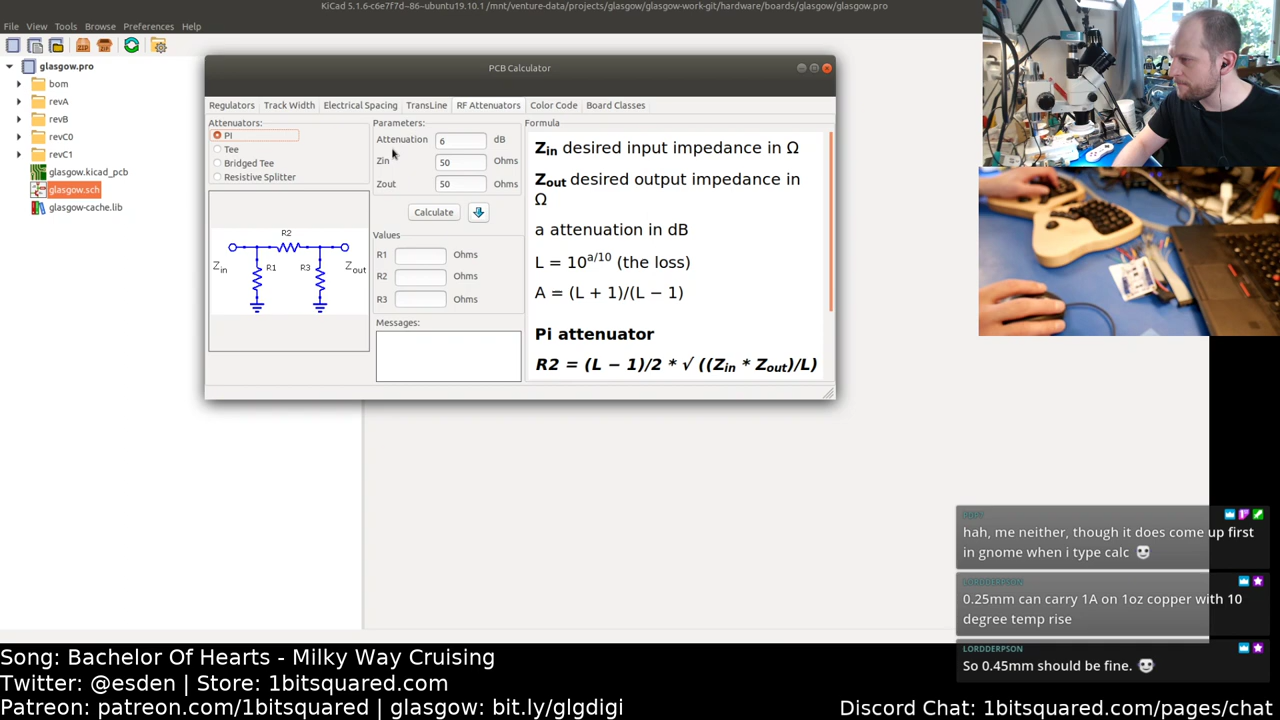 KiCad 5.1.6-c6e7f7d~86~ubuntu19.10.1 /mnt/venture-data/projects/glasgow/glasgow-work-git/hardware/boards/glasgow/glasgow.pro
File View Tools Browse Preferences Help
glasgow.pro
bom
revA
revB
revC0
revC1
glasgow.kicad_pcb
glasgow.sch
glasgow-cache.lib
PCB Calculator
Regulators Track Width Electrical Spacing TransLine RF Attenuators Color Code Board Classes
Attenuators:
PI
Tee
Bridged Tee
Resistive Splitter
R2
Zin R1 R3 Zout
Parameters:
Attenuation 6 dB
Zin 50 Ohms
Zout 50 Ohms
Calculate
Values
R1 Ohms
R2 Ohms
R3 Ohms
Messages:
Formula
Zin desired input impedance in Ω
Zout desired output impedance in
Ω
a attenuation in dB
L = 10^a/10 (the loss)
A = (L + 1)/(L − 1)
Pi attenuator
R2 = (L − 1)/2 * √ ((Zin * Zout)/L)
hah, me neither, though it does come up first
in gnome when i type calc
LORDDERPSON
0.25mm can carry 1A on 1oz copper with 10
degree temp rise
LORDDERPSON
So 0.45mm should be fine.
Song: Bachelor Of Hearts - Milky Way Cruising
Twitter: @esden | Store: 1bitsquared.com
Patreon: patreon.com/1bitsquared | glasgow: bit.ly/glgdigi
Discord Chat: 1bitsquared.com/pages/chat